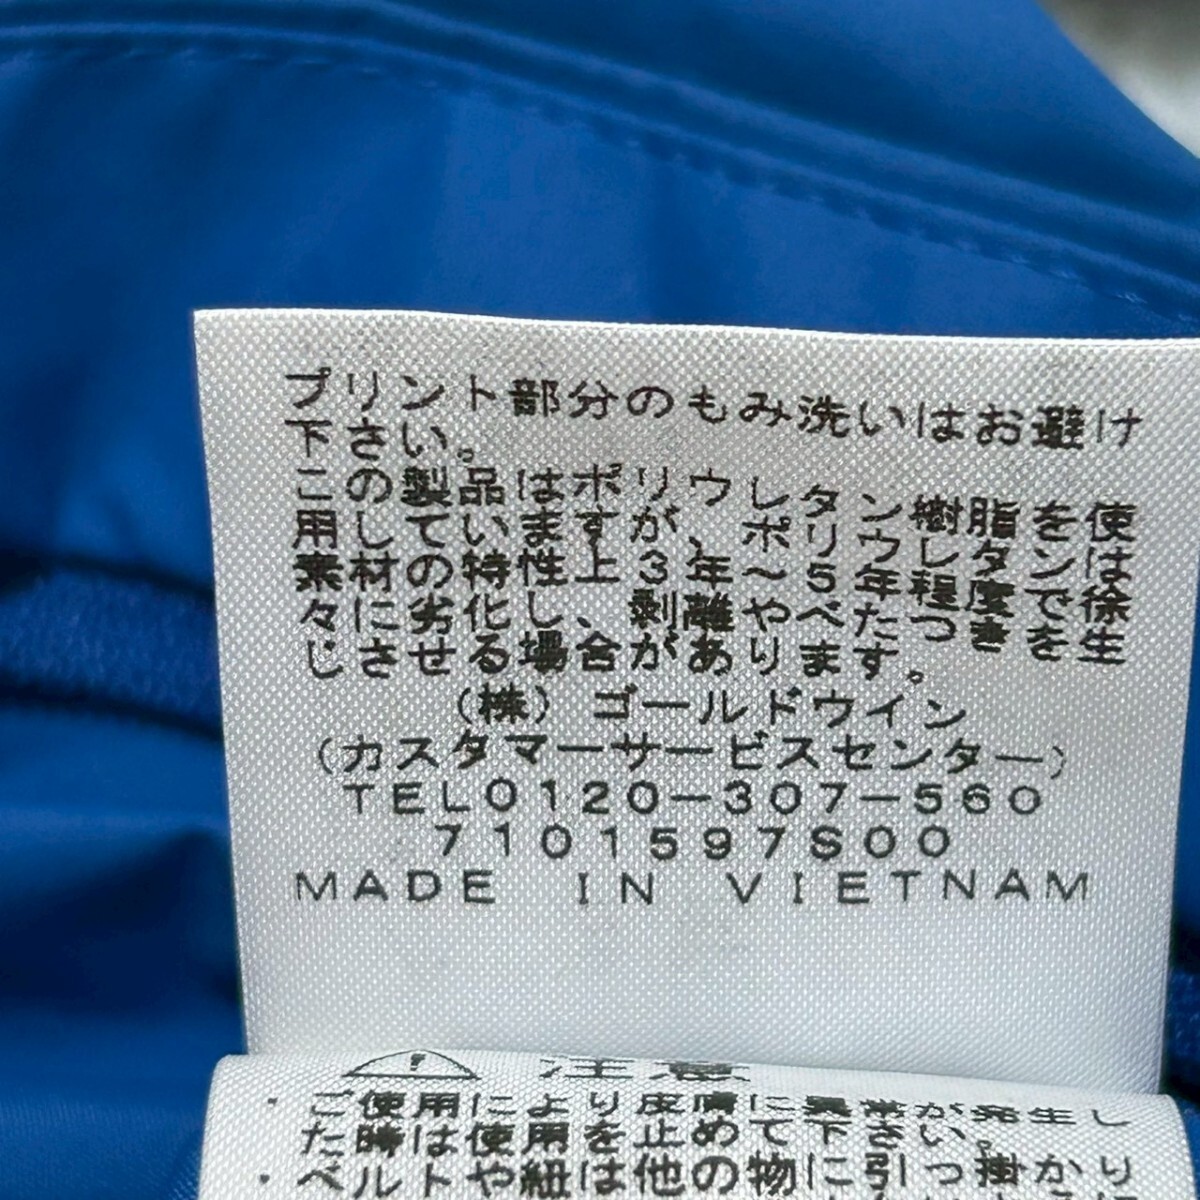 プリント部分のもみ洗いはお避け
下さい。
この製品はポリウレタン樹脂を使
用していますが、ポリウレタンは
素材の特性上3年～5年程度で徐
々に劣化し、剥離やべたつきを生
じさせる場合があります。
(株)ゴールドウイン
(カスタマーサービスセンター)
TEL0120-307-560
7101597S00
MADE IN VIETNAM
注意
・ご使用により皮膚に異常が発生し
た時は使用を止めて下さい。
・ベルトや紐は他の物に引っ掛かり